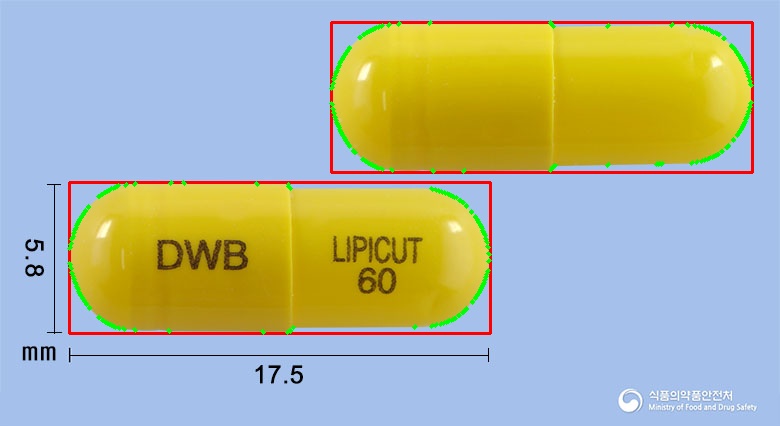 DWB
LIPICUT
60
5.8
mm
17.5
식품의약품안전처
Ministry of Food and Drug Safety